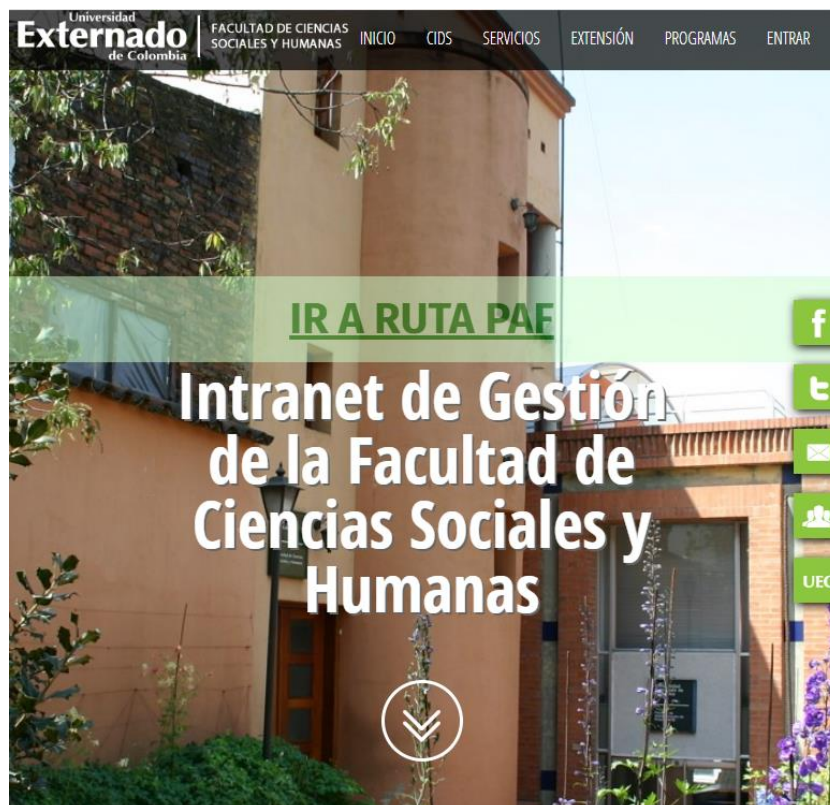 Universidad
Externado
de Colombia
FACULTAD DE CIENCIAS
SOCIALES Y HUMANAS
INICIO CIDS SERVICIOS EXTENSIÓN PROGRAMAS ENTRAR
IR A RUTA PAF
Intranet de Gestión
de la Facultad de
Ciencias Sociales y
Humanas
UEC